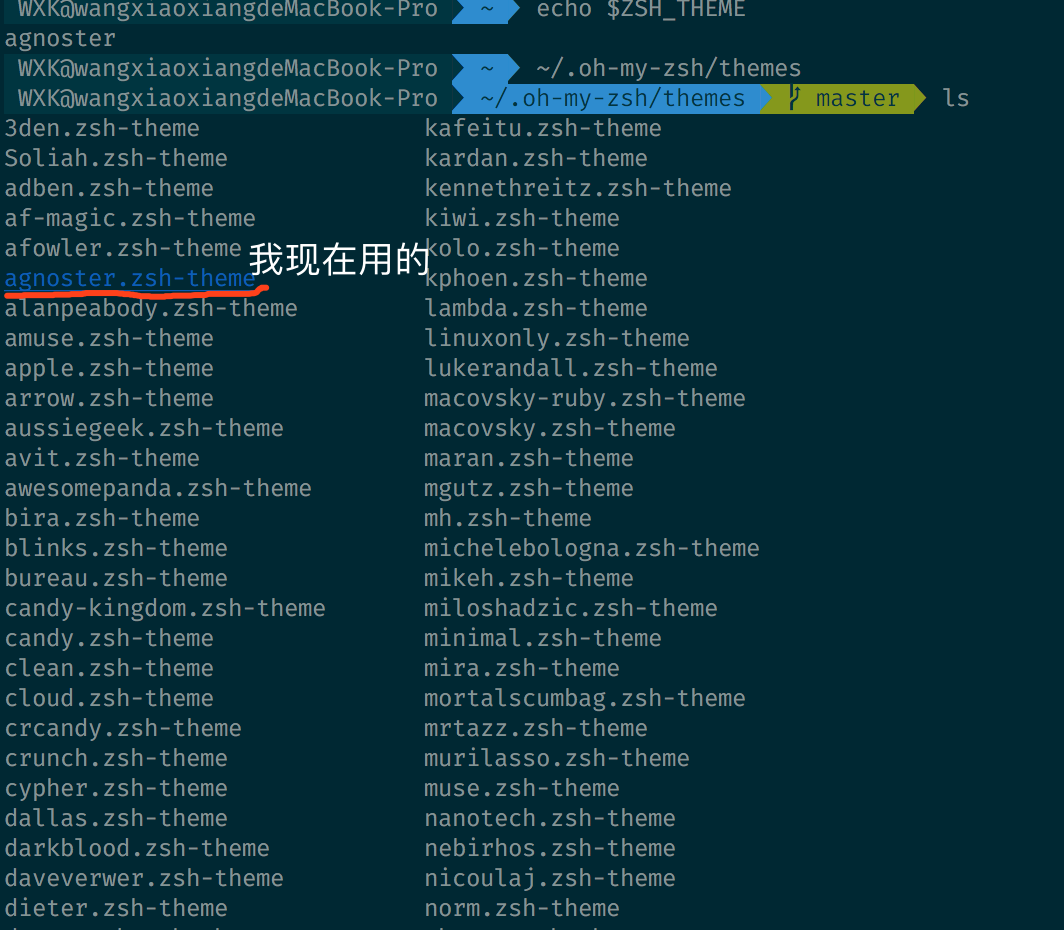 WXK@wangxiaoxiangdeMacBook-Pro ~ echo $ZSH_THEME
agnoster
WXK@wangxiaoxiangdeMacBook-Pro ~ ~/.oh-my-zsh/themes
WXK@wangxiaoxiangdeMacBook-Pro ~/.oh-my-zsh/themes master ls
3den.zsh-theme kafeitu.zsh-theme
Soliah.zsh-theme kardan.zsh-theme
adben.zsh-theme kennethreitz.zsh-theme
af-magic.zsh-theme kiwi.zsh-theme
afowler.zsh-theme kolo.zsh-theme
我现在用的
agnoster.zsh-theme kphoen.zsh-theme
alanpeabody.zsh-theme lambda.zsh-theme
amuse.zsh-theme linuxonly.zsh-theme
apple.zsh-theme lukerandall.zsh-theme
arrow.zsh-theme macovsky-ruby.zsh-theme
aussiegeek.zsh-theme macovsky.zsh-theme
avit.zsh-theme maran.zsh-theme
awesomepanda.zsh-theme mgutz.zsh-theme
bira.zsh-theme mh.zsh-theme
blinks.zsh-theme michelebologna.zsh-theme
bureau.zsh-theme mikeh.zsh-theme
candy-kingdom.zsh-theme miloshadzic.zsh-theme
candy.zsh-theme minimal.zsh-theme
clean.zsh-theme mira.zsh-theme
cloud.zsh-theme mortalscumbag.zsh-theme
crcandy.zsh-theme mrtazz.zsh-theme
crunch.zsh-theme murilasso.zsh-theme
cypher.zsh-theme muse.zsh-theme
dallas.zsh-theme nanotech.zsh-theme
darkblood.zsh-theme nebirhos.zsh-theme
daveverwer.zsh-theme nicoulaj.zsh-theme
dieter.zsh-theme norm.zsh-theme